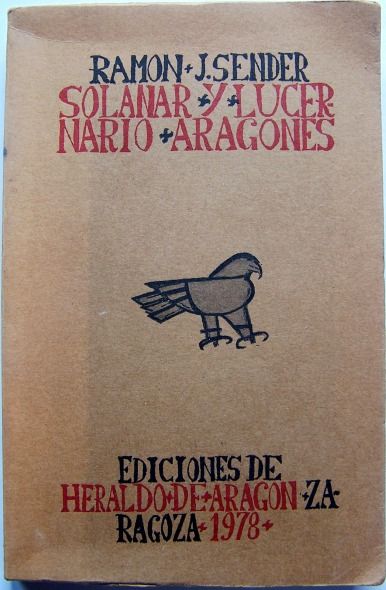 RAMON + J. SENDER
SOLANAR + Y + LUCER-
NARIO + ARAGONES
EDICIONES DE
HERALDO + DE + ARAGON + ZA-
RAGOZA + 1978 +